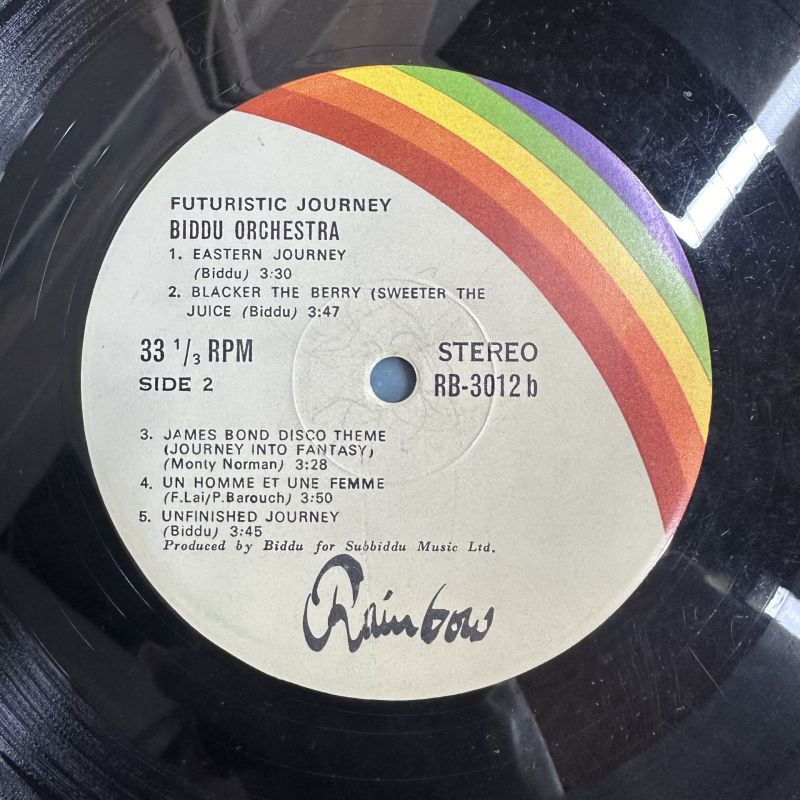 FUTURISTIC JOURNEY
BIDDU ORCHESTRA
1. EASTERN JOURNEY
(Biddu) 3:30
2. BLACKER THE BERRY (SWEETER THE
JUICE (Biddu) 3:47
33 1/3 RPM
SIDE 2
STEREO
RB-3012 b
3. JAMES BOND DISCO THEME
(JOURNEY INTO FANTASY)
(Monty Norman) 3:28
4. UN HOMME ET UNE FEMME
(F.Lai/P.Barouch) 3:50
5. UNFINISHED JOURNEY
(Biddu) 3:45
Produced by Biddu for Subbiddu Music Ltd.
Rainbow